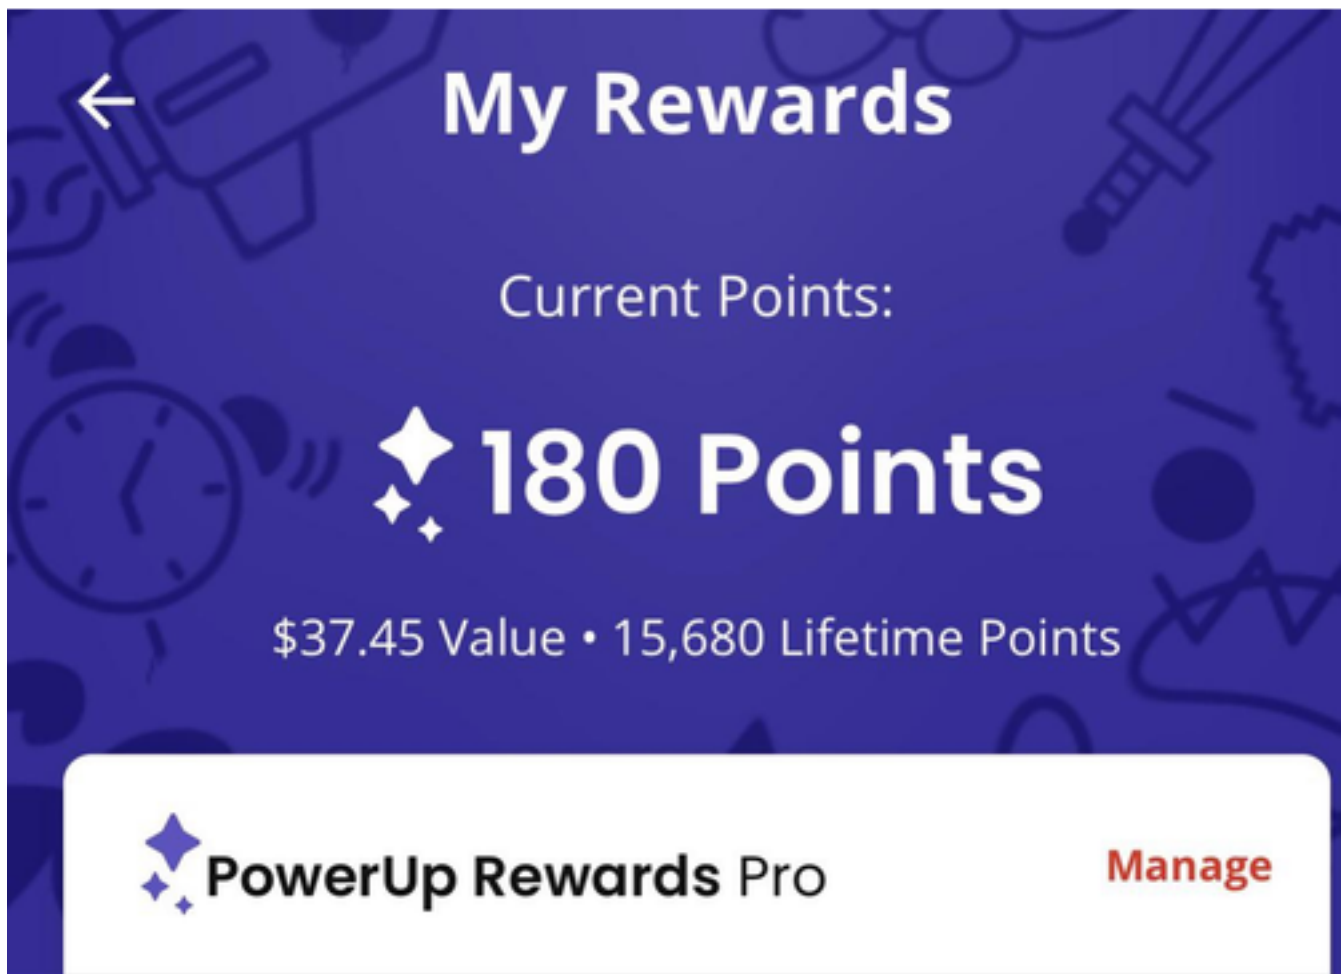 My Rewards
Current Points:
180 Points
$37.45 Value • 15,680 Lifetime Points
PowerUp Rewards Pro
Manage